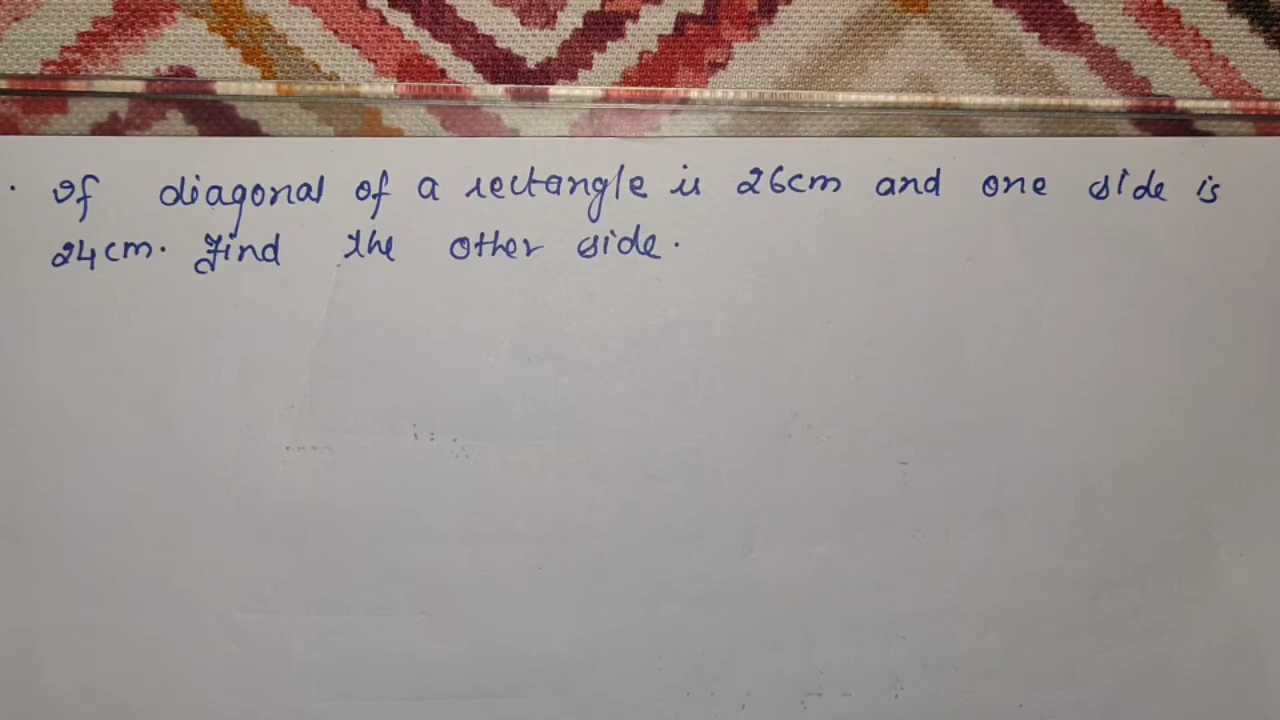 . If diagonal of a rectangle is 26cm and one side is
24cm. Find the other side.